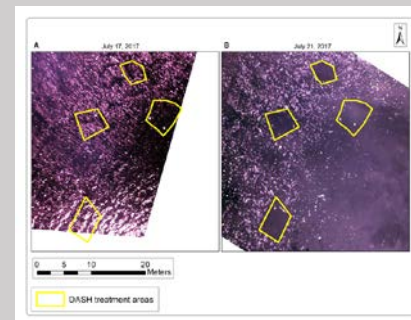 N
A
July 17, 2017
B
July 21, 2017
0 5 10 20
Meters
DASH treatment areas